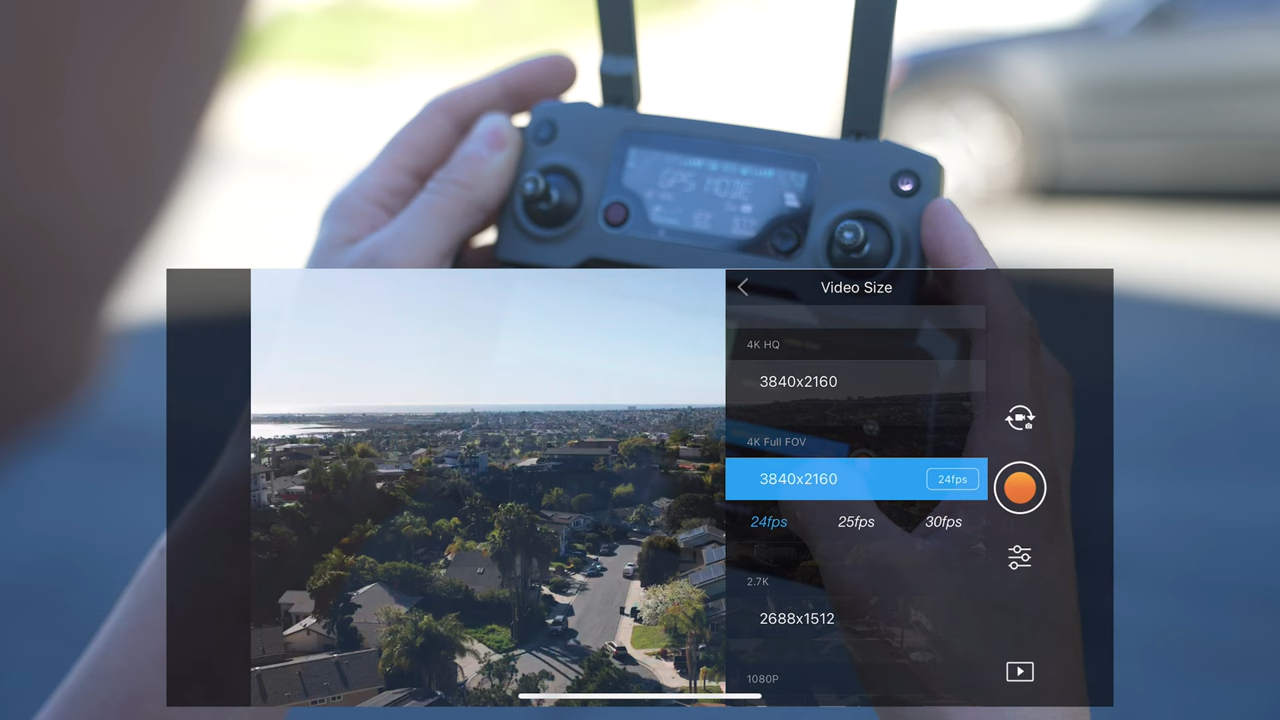 GPS MODE
Video Size
4K HQ
3840x2160
4K Full FOV
3840x2160 24fps
24fps 25fps 30fps
2.7K
2688x1512
1080P